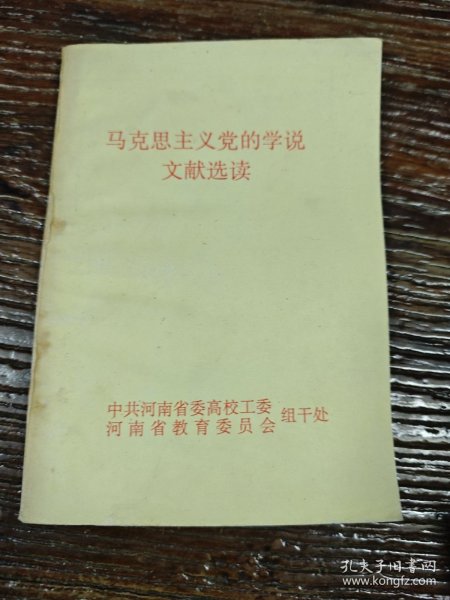 马克思主义党的学说
文献选读
中共河南省委高校工委
河南省教育委员会 组干处
孔夫子旧书网
www.kongfz.com